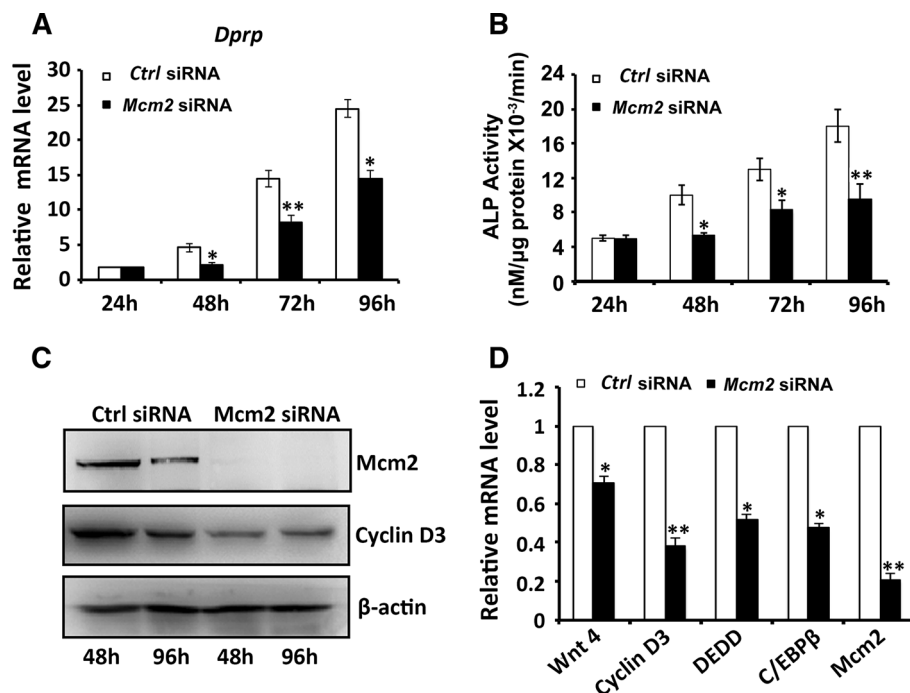 A
Dprp
Relative mRNA level
30
25
20
15
10
5
0
Ctrl siRNA
Mcm2 siRNA
*
**
*
24h 48h 72h 96h
B
ALP Activity
(nM/µg protein X10⁻³/min)
24
20
16
12
8
4
0
Ctrl siRNA
Mcm2 siRNA
*
*
**
24h 48h 72h 96h
C
Ctrl siRNA Mcm2 siRNA
Mcm2
Cyclin D3
β-actin
48h 96h 48h 96h
D
Relative mRNA level
1.2
1
0.8
0.6
0.4
0.2
0
Ctrl siRNA Mcm2 siRNA
*
**
*
*
**
Wnt 4 Cyclin D3 DEDD C/EBPβ Mcm2